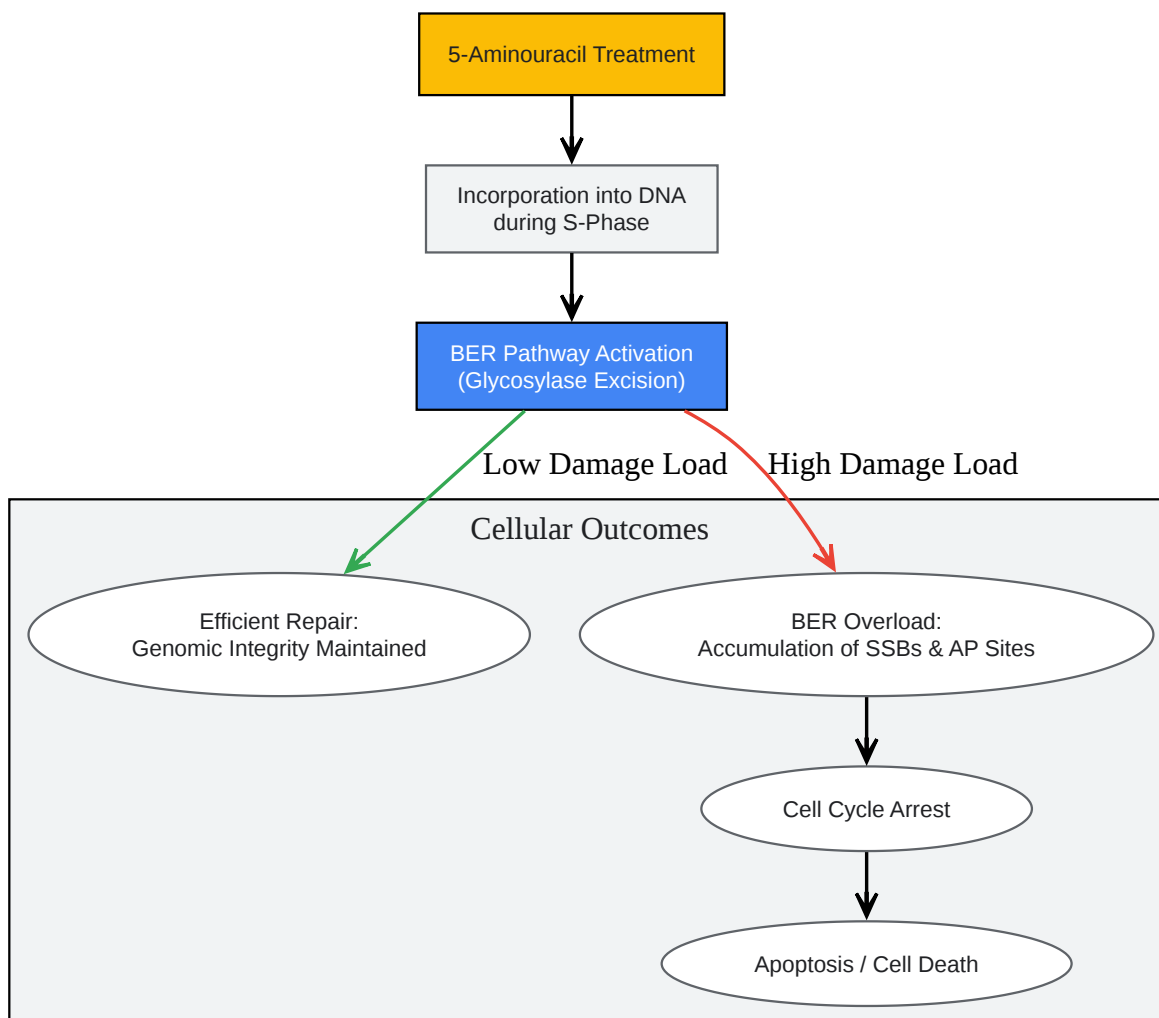 5-Aminouracil Treatment
Incorporation into DNA
during S-Phase
BER Pathway Activation
(Glycosylase Excision)
Low Damage Load
High Damage Load
Cellular Outcomes
Efficient Repair:
Genomic Integrity Maintained
BER Overload:
Accumulation of SSBs & AP Sites
Cell Cycle Arrest
Apoptosis / Cell Death